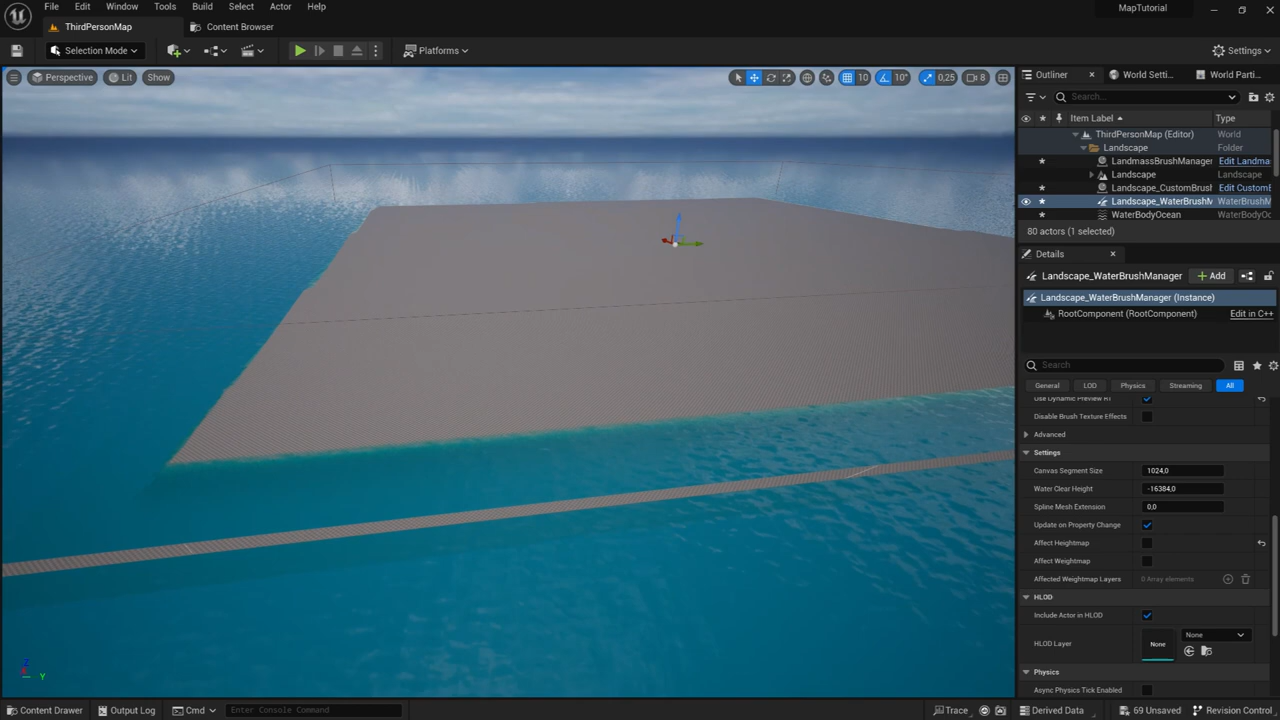 File Edit Window Tools Build Select Actor Help
MapTutorial
ThirdPersonMap
Content Browser
Selection Mode
Platforms
Settings
Perspective
Lit
Show
10
10°
0,25
8
Outliner
World Setti...
World Parti...
Search...
Item Label
Type
ThirdPersonMap (Editor)
World
Landscape
Folder
LandmassBrushManager
Edit Landma
Landscape
Landscape
Landscape_CustomBrush
Edit CustomB
Landscape_WaterBrushM
WaterBrushM
WaterBodyOcean
WaterBodyOc
80 actors (1 selected)
Details
Landscape_WaterBrushManager
Add
Landscape_WaterBrushManager (Instance)
RootComponent (RootComponent)
Edit in C++
Search
General
LOD
Physics
Streaming
All
Use Dynamic Preview RT
Disable Brush Texture Effects
Advanced
Settings
Canvas Segment Size
1024,0
Water Clear Height
-16384,0
Spline Mesh Extension
0,0
Update on Property Change
Affect Heightmap
Affect Weightmap
Affected Weightmap Layers
0 Array elements
HLOD
Include Actor in HLOD
HLOD Layer
None
None
Physics
Async Physics Tick Enabled
Z
Y
Content Drawer
Output Log
Cmd
Enter Console Command
Trace
Derived Data
69 Unsaved
Revision Control